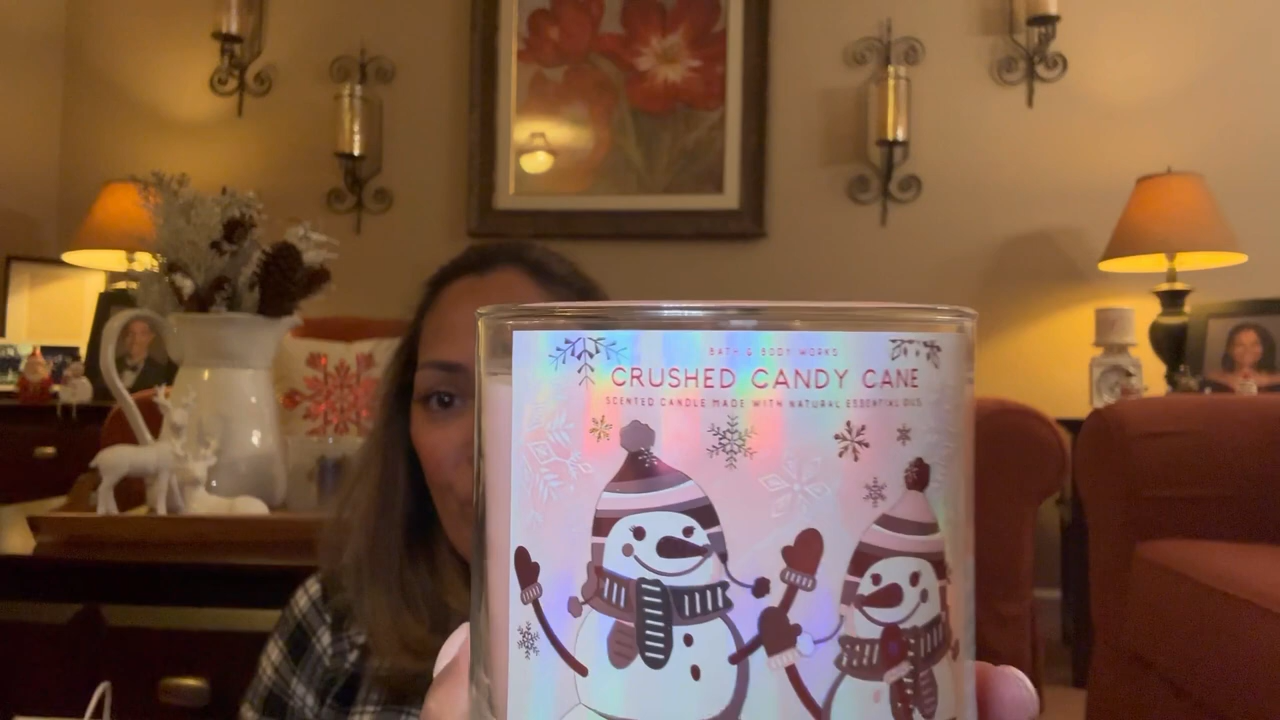 BATH & BODY WORKS
CRUSHED CANDY CANE
SCENTED CANDLE MADE WITH NATURAL ESSENTIAL OILS